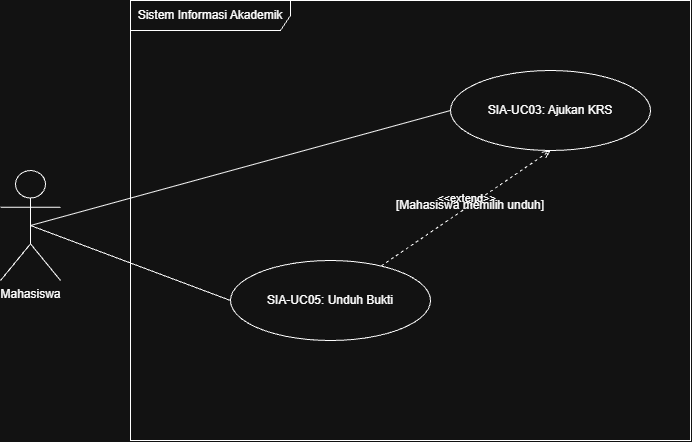 Sistem Informasi Akademik
SIA-UC03: Ajukan KRS
<<extend>>
[Mahasiswa memilih unduh]
Mahasiswa
SIA-UC05: Unduh Bukti